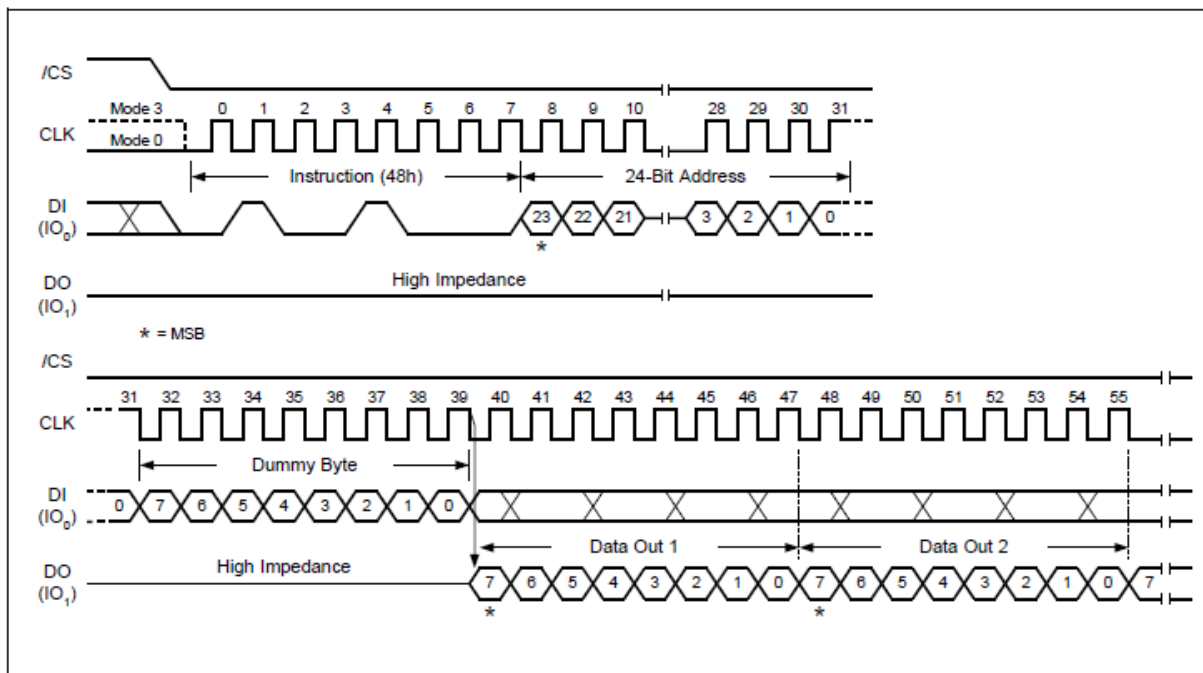 /CS
Mode 3 0 1 2 3 4 5 6 7 8 9 10 28 29 30 31
CLK
Mode 0
Instruction (48h) 24-Bit Address
DI
(IO0) 23 22 21 3 2 1 0
*
DO High Impedance
(IO1)
* = MSB
/CS
31 32 33 34 35 36 37 38 39 40 41 42 43 44 45 46 47 48 49 50 51 52 53 54 55
CLK
Dummy Byte
DI
(IO0) 0 7 6 5 4 3 2 1 0
Data Out 1 Data Out 2
DO High Impedance
(IO1) 7 6 5 4 3 2 1 0 7 6 5 4 3 2 1 0 7
* *